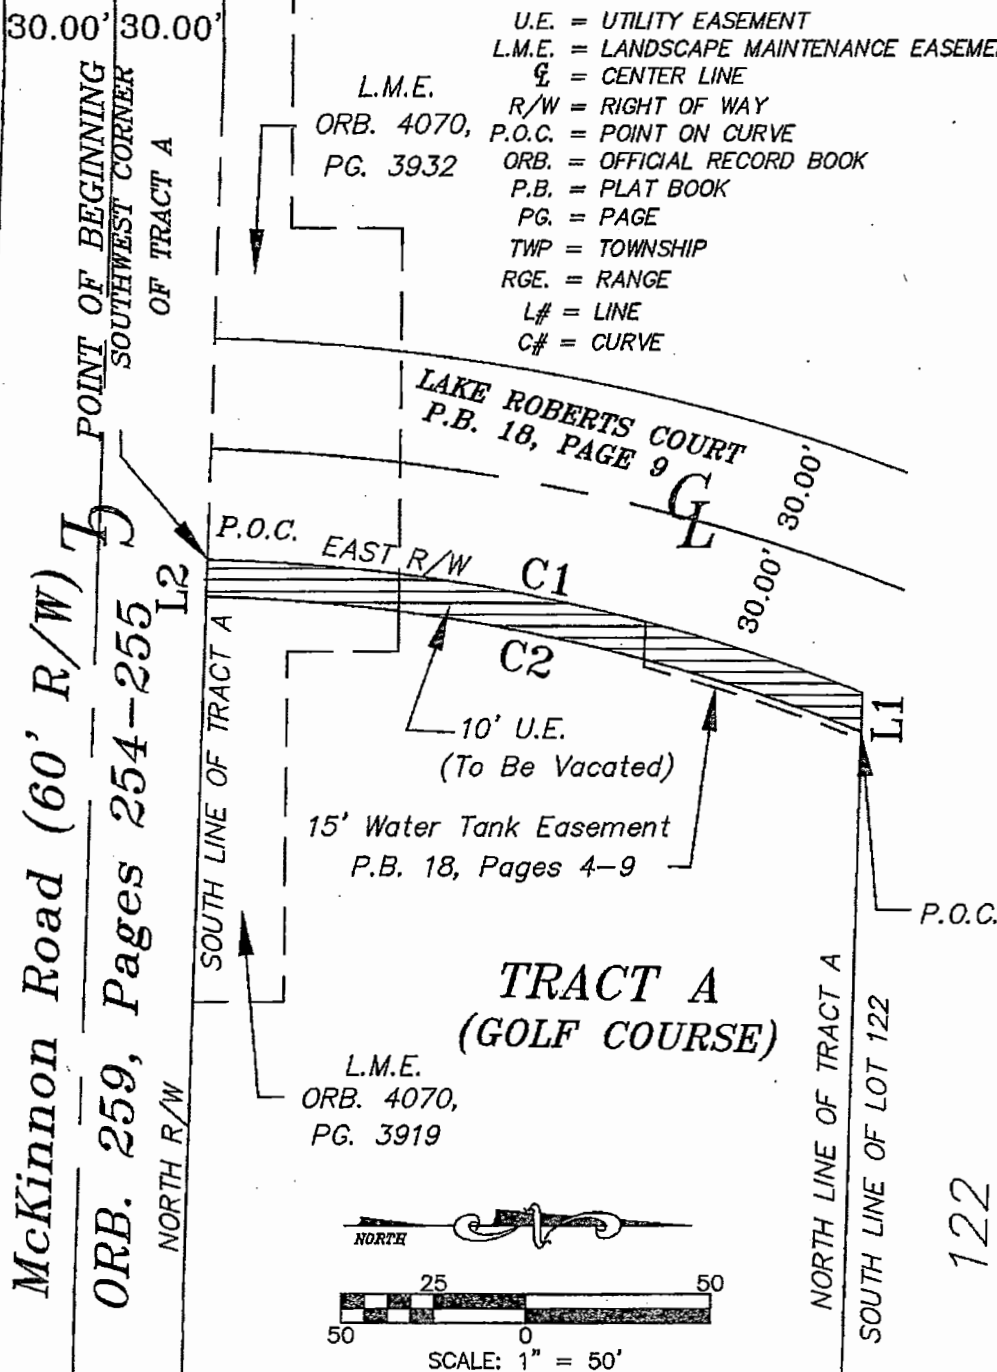 30.00' 30.00'
U.E. = UTILITY EASEMENT
L.M.E. = LANDSCAPE MAINTENANCE EASEME
CL = CENTER LINE
R/W = RIGHT OF WAY
P.O.C. = POINT ON CURVE
ORB. = OFFICIAL RECORD BOOK
P.B. = PLAT BOOK
PG. = PAGE
TWP = TOWNSHIP
RGE. = RANGE
L# = LINE
C# = CURVE
POINT OF BEGINNING
SOUTHWEST CORNER
OF TRACT A
L.M.E.
ORB. 4070,
PG. 3932
LAKE ROBERTS COURT
P.B. 18, PAGE 9
CL
30.00'
30.00'
P.O.C.
EAST R/W
C1
C2
L2
L1
10' U.E.
(To Be Vacated)
15' Water Tank Easement
P.B. 18, Pages 4-9
P.O.C.
McKinnon Road (60' R/W) CL
ORB. 259, Pages 254-255
NORTH R/W
SOUTH LINE OF TRACT A
TRACT A
(GOLF COURSE)
L.M.E.
ORB. 4070,
PG. 3919
NORTH LINE OF TRACT A
SOUTH LINE OF LOT 122
122
NORTH
25 50
50 0
SCALE: 1" = 50'